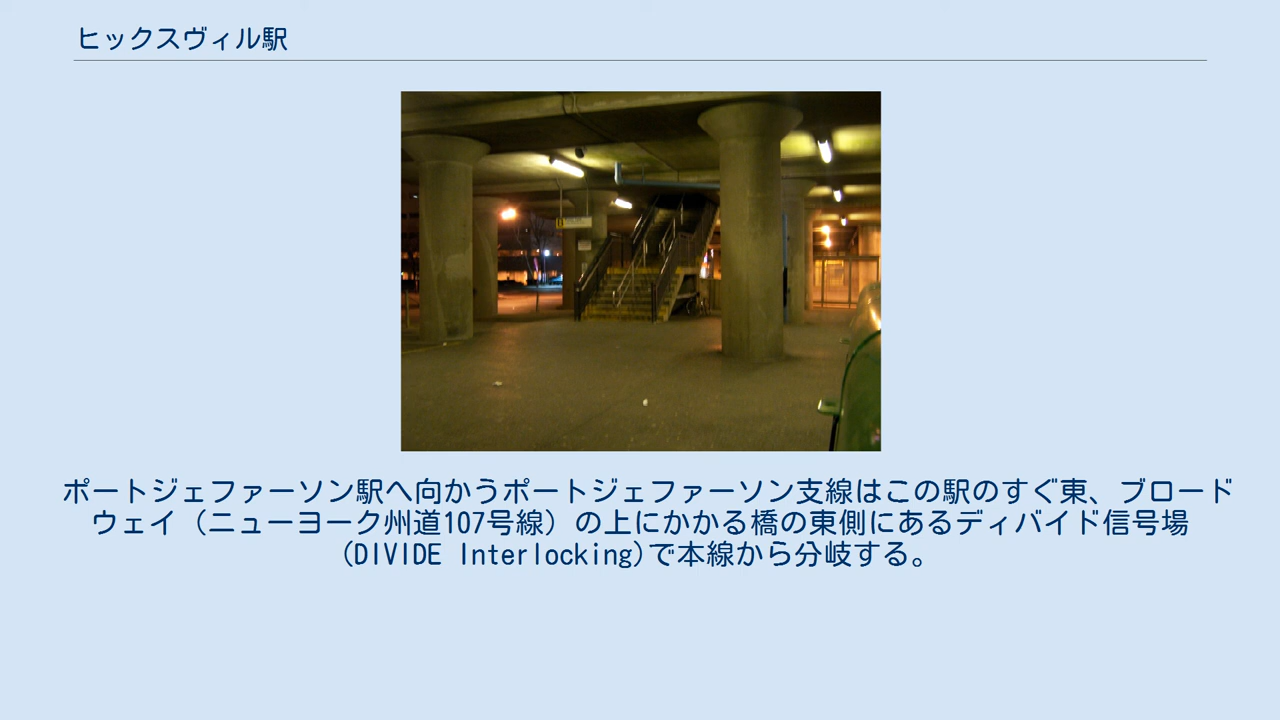 ヒックスヴィル駅
ポートジェファーソン駅へ向かうポートジェファーソン支線はこの駅のすぐ東、ブロード
ウェイ（ニューヨーク州道107号線）の上にかかる橋の東側にあるディバイド信号場
(DIVIDE Interlocking)で本線から分岐する。